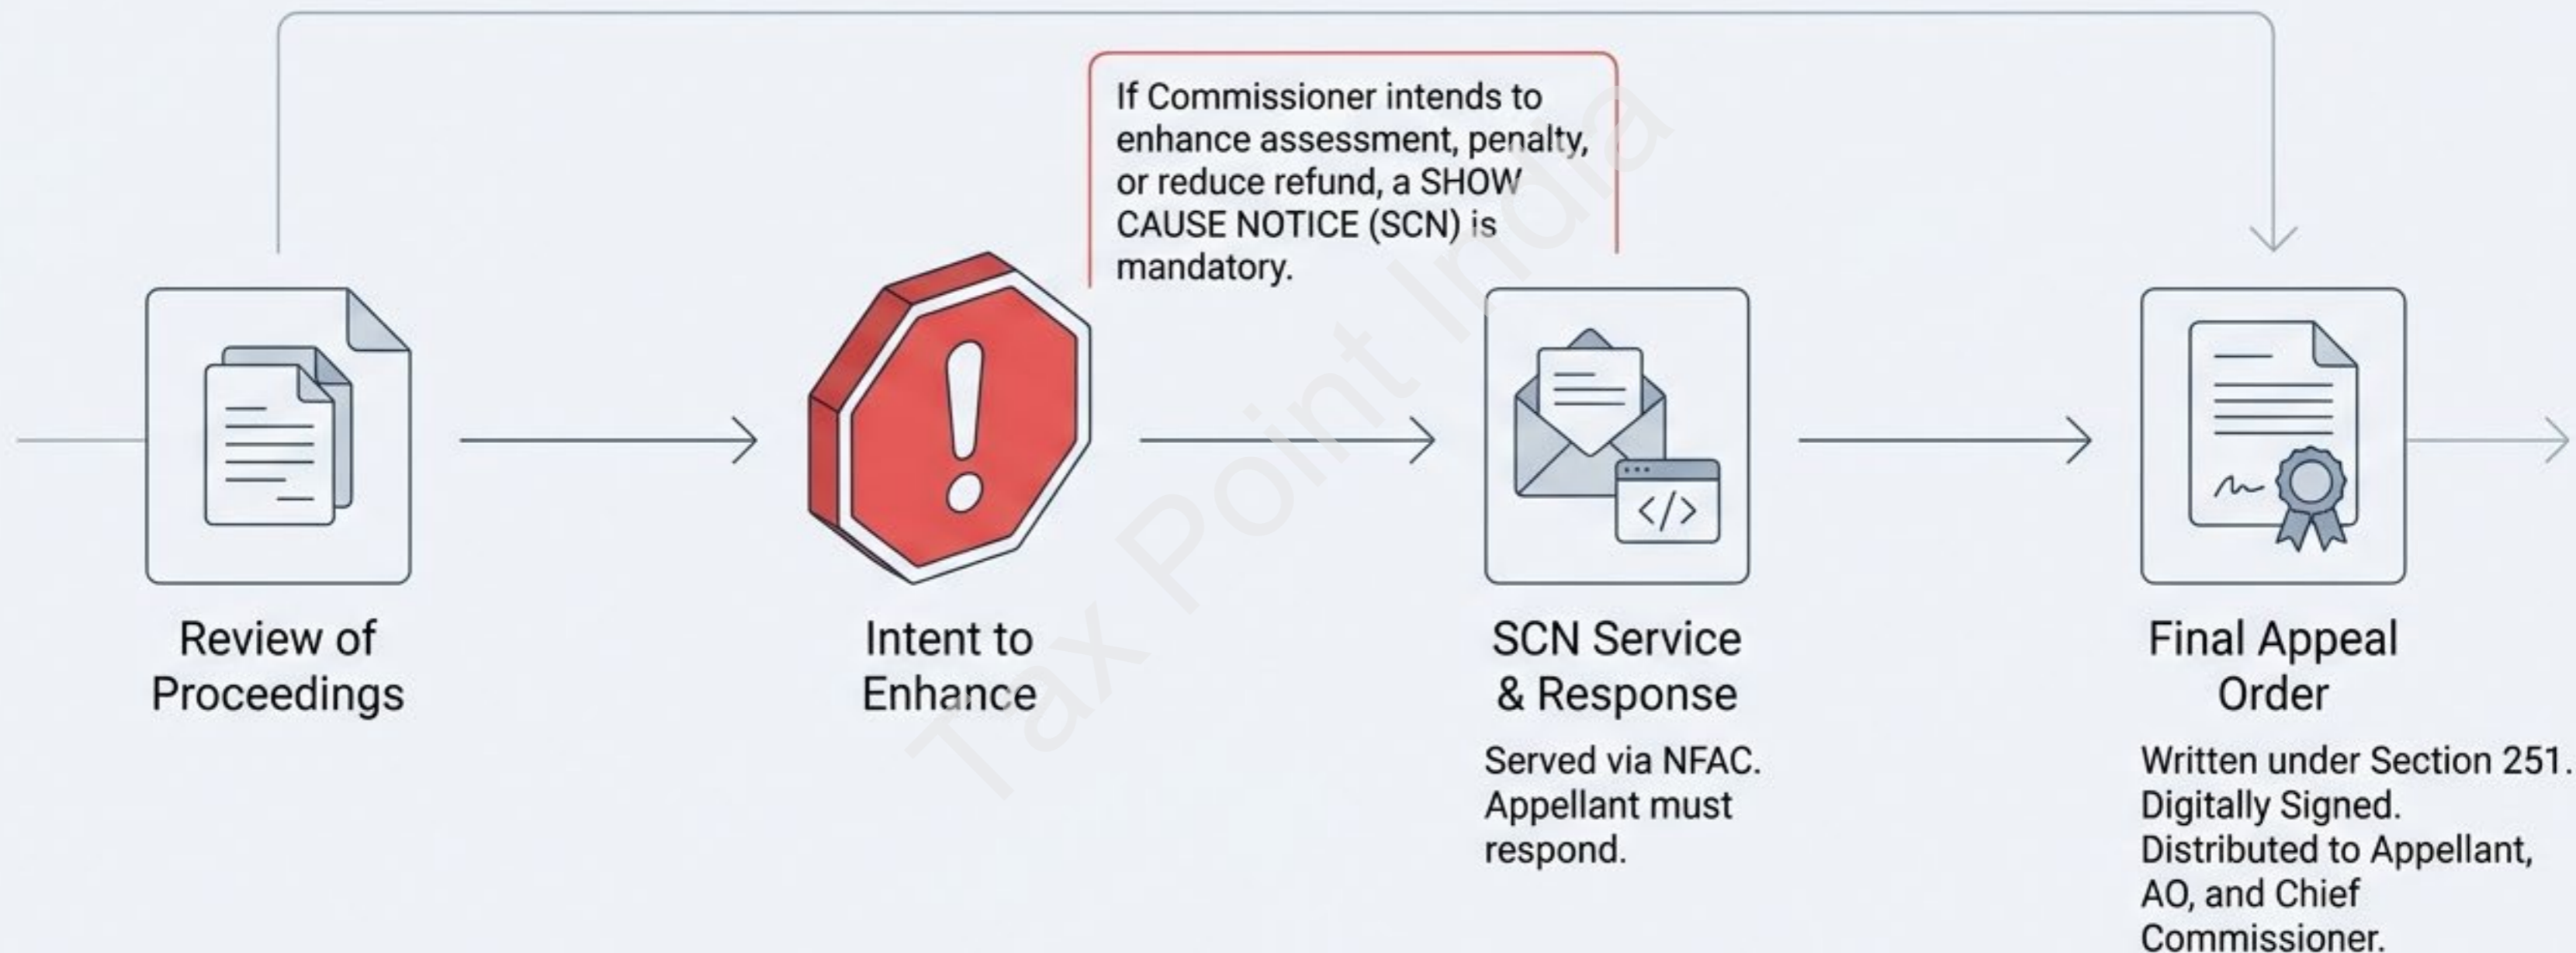 If Commissioner intends to
enhance assessment, penalty,
or reduce refund, a SHOW
CAUSE NOTICE (SCN) is
mandatory.
Review of
Proceedings
Intent to
Enhance
SCN Service
& Response
Served via NFAC.
Appellant must
respond.
Final Appeal
Order
Written under Section 251.
Digitally Signed.
Distributed to Appellant,
AO, and Chief
Commissioner.
</>
Tax Point India